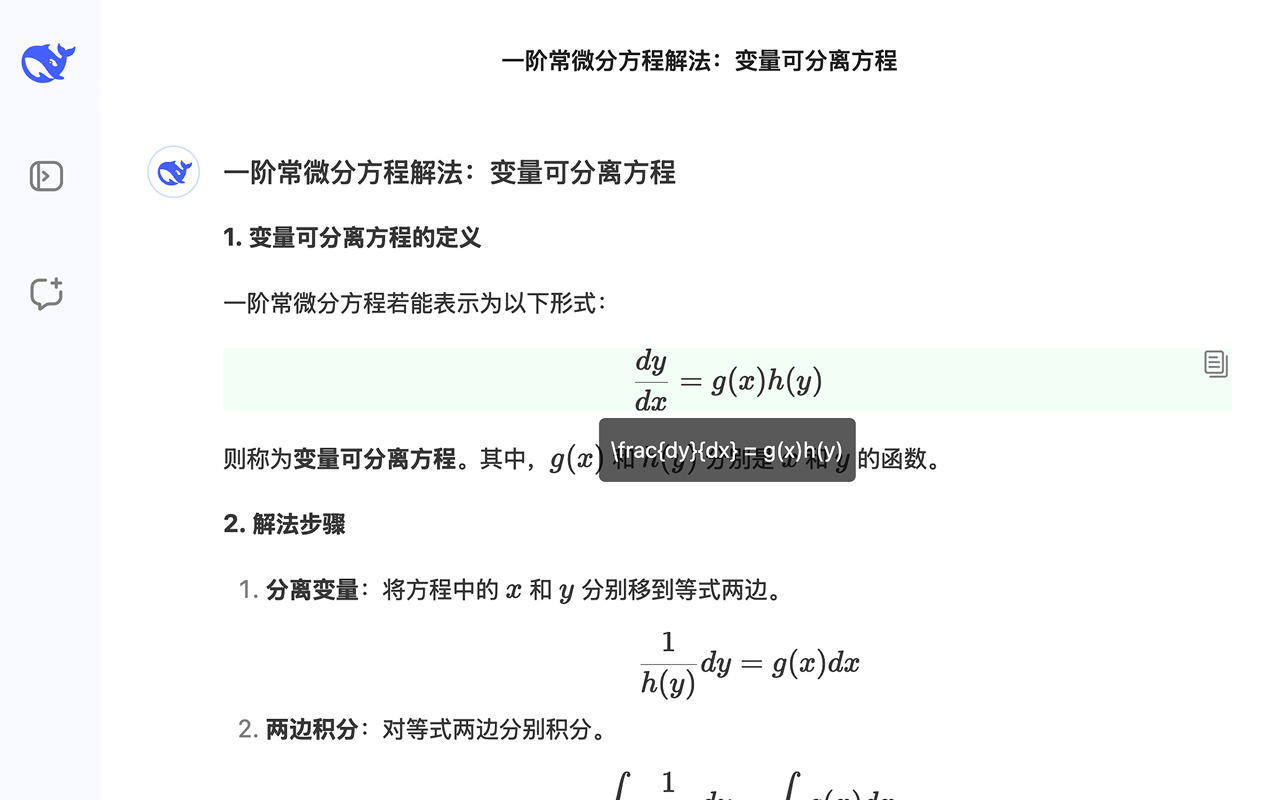 一阶常微分方程解法：变量可分离方程
一阶常微分方程解法：变量可分离方程
1. 变量可分离方程的定义
一阶常微分方程若能表示为以下形式：
\frac{dy}{dx} = g(x)h(y)
\frac{dy}{dx} = g(x)h(y)
则称为变量可分离方程。其中，g(x) 和 h(y) 分别是 x 和 y 的函数。
2. 解法步骤
1. 分离变量：将方程中的 x 和 y 分别移到等式两边。
\frac{1}{h(y)}dy = g(x)dx
2. 两边积分：对等式两边分别积分。